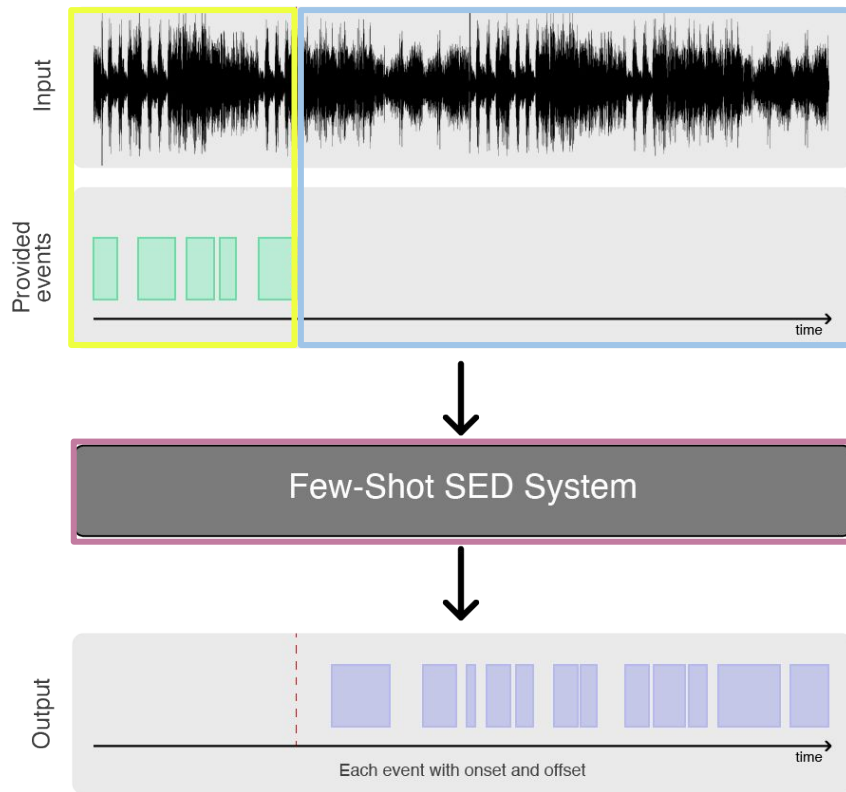 Input
Provided
events
time
Few-Shot SED System
Output
time
Each event with onset and offset